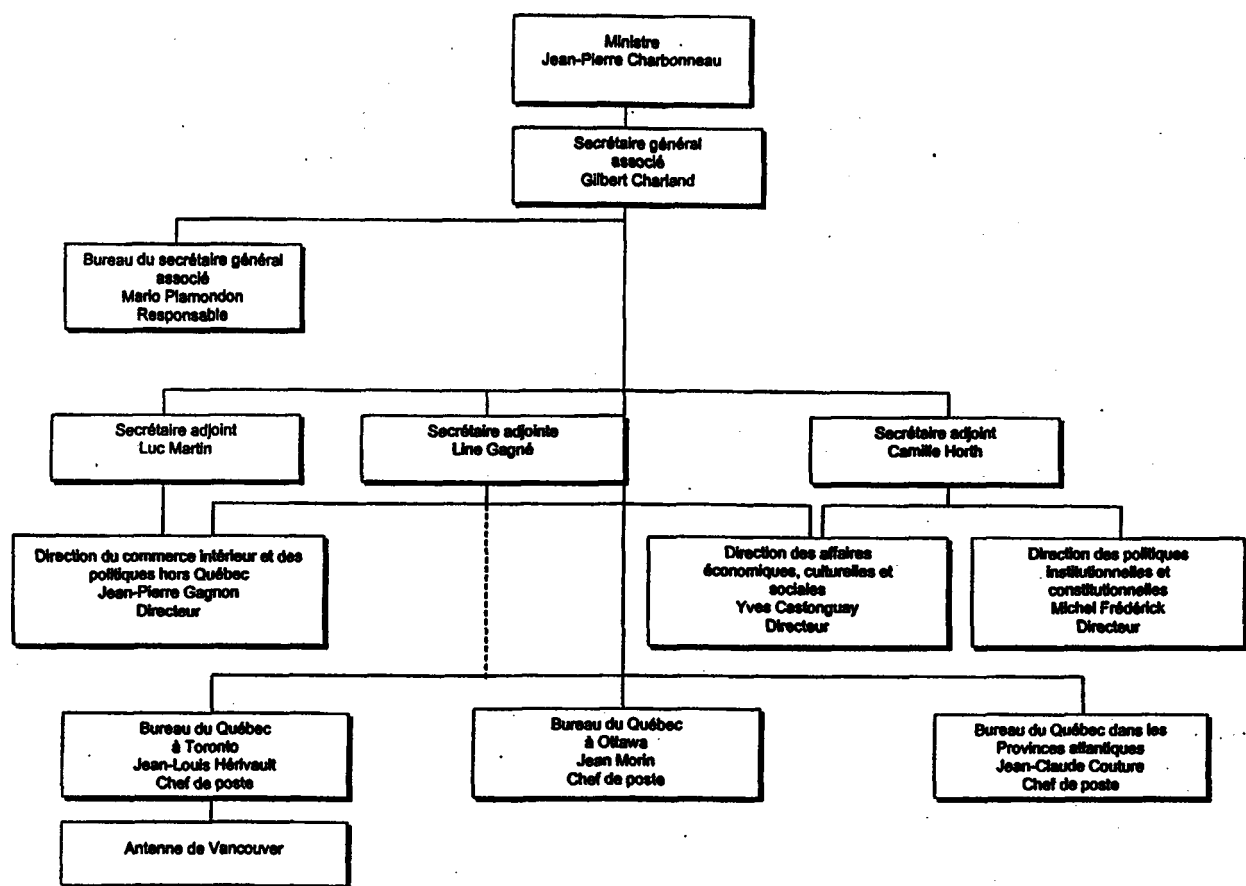 Ministre
Jean-Pierre Charbonneau
Secrétaire général
associé
Gilbert Charland
Bureau du secrétaire général
associé
Mario Plamondon
Responsable
Secrétaire adjoint
Luc Martin
Secrétaire adjointe
Line Gagné
Secrétaire adjoint
Camille Horth
Direction du commerce intérieur et des
politiques hors Québec
Jean-Pierre Gagnon
Directeur
Direction des affaires
économiques, culturelles et
sociales
Yves Castonguay
Directeur
Direction des politiques
institutionnelles et
constitutionnelles
Michel Frédérick
Directeur
Bureau du Québec
à Toronto
Jean-Louis Hérivault
Chef de poste
Bureau du Québec
à Ottawa
Jean Morin
Chef de poste
Bureau du Québec dans les
Provinces atlantiques
Jean-Claude Couture
Chef de poste
Antenne de Vancouver